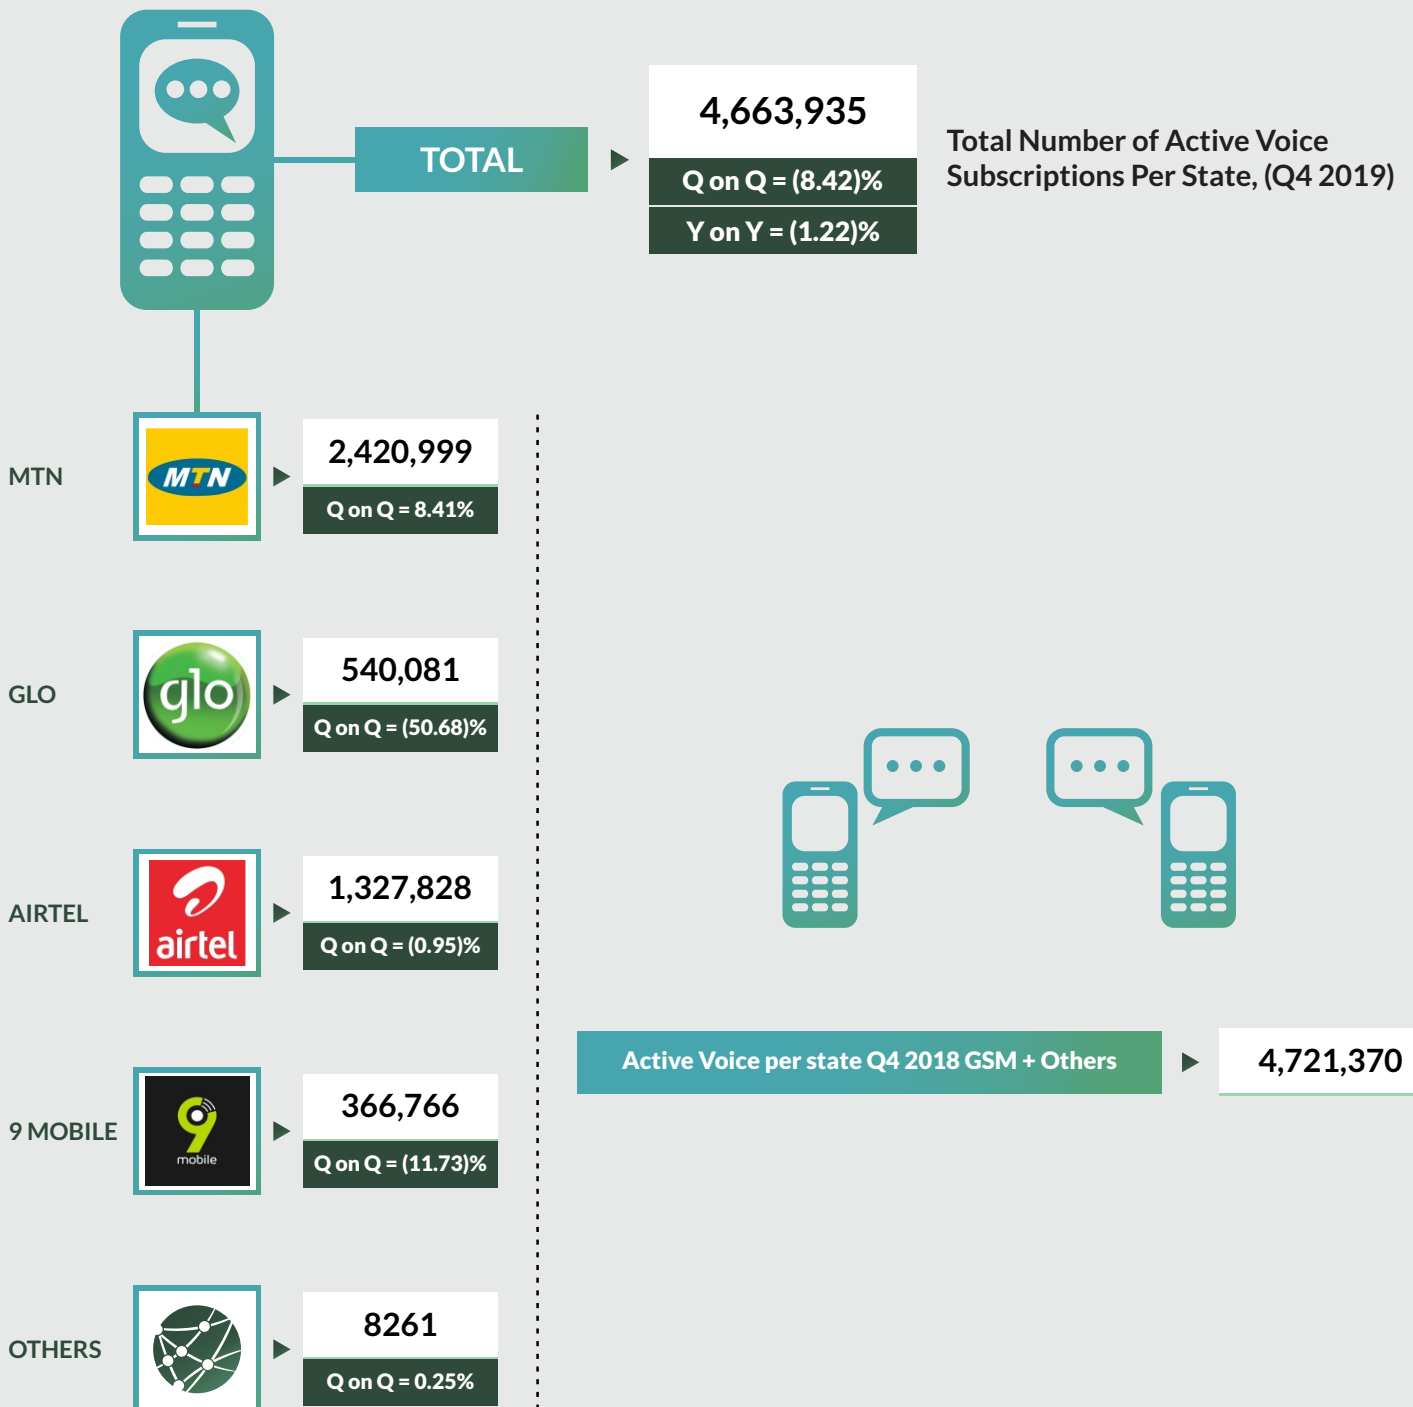 TOTAL
4,663,935
Q on Q = (8.42)%
Y on Y = (1.22)%
Total Number of Active Voice
Subscriptions Per State, (Q4 2019)
MTN
MTN
2,420,999
Q on Q = 8.41%
GLO
glo
540,081
Q on Q = (50.68)%
AIRTEL
airtel
1,327,828
Q on Q = (0.95)%
9 MOBILE
9
mobile
366,766
Q on Q = (11.73)%
OTHERS
8261
Q on Q = 0.25%
Active Voice per state Q4 2018 GSM + Others
4,721,370